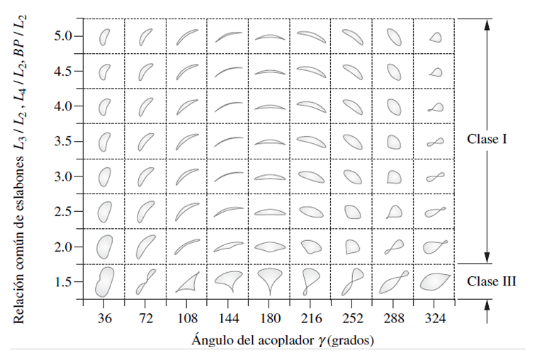 Relación común de eslabones L₃ / L₂ , L₄ / L₂, BP / L₂
5.0
4.5
4.0
3.5
3.0
2.5
2.0
1.5
Clase I
Clase III
36 72 108 144 180 216 252 288 324
Ángulo del acoplador γ (grados)